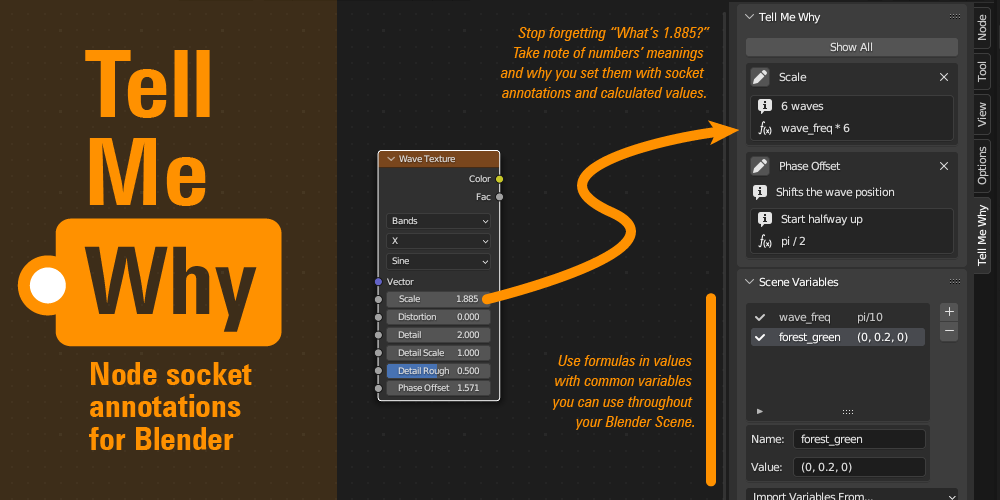 Tell
Me
Why
Node socket
annotations
for Blender
Stop forgetting “What’s 1.885?”
Take note of numbers’ meanings
and why you set them with socket
annotations and calculated values.
Wave Texture
Color
Fac
Bands
X
Sine
Vector
Scale 1.885
Distortion 0.000
Detail 2.000
Detail Scale 1.000
Detail Rough 0.500
Phase Offset 1.571
Use formulas in values
with common variables
you can use throughout
your Blender Scene.
Tell Me Why
Show All
Scale
6 waves
f(x) wave_freq * 6
Phase Offset
Shifts the wave position
Start halfway up
f(x) pi / 2
Scene Variables
wave_freq pi/10
forest_green (0, 0.2, 0)
Name: forest_green
Value: (0, 0.2, 0)
Import Variables From...
Node
Tool
View
Options
Tell Me Why